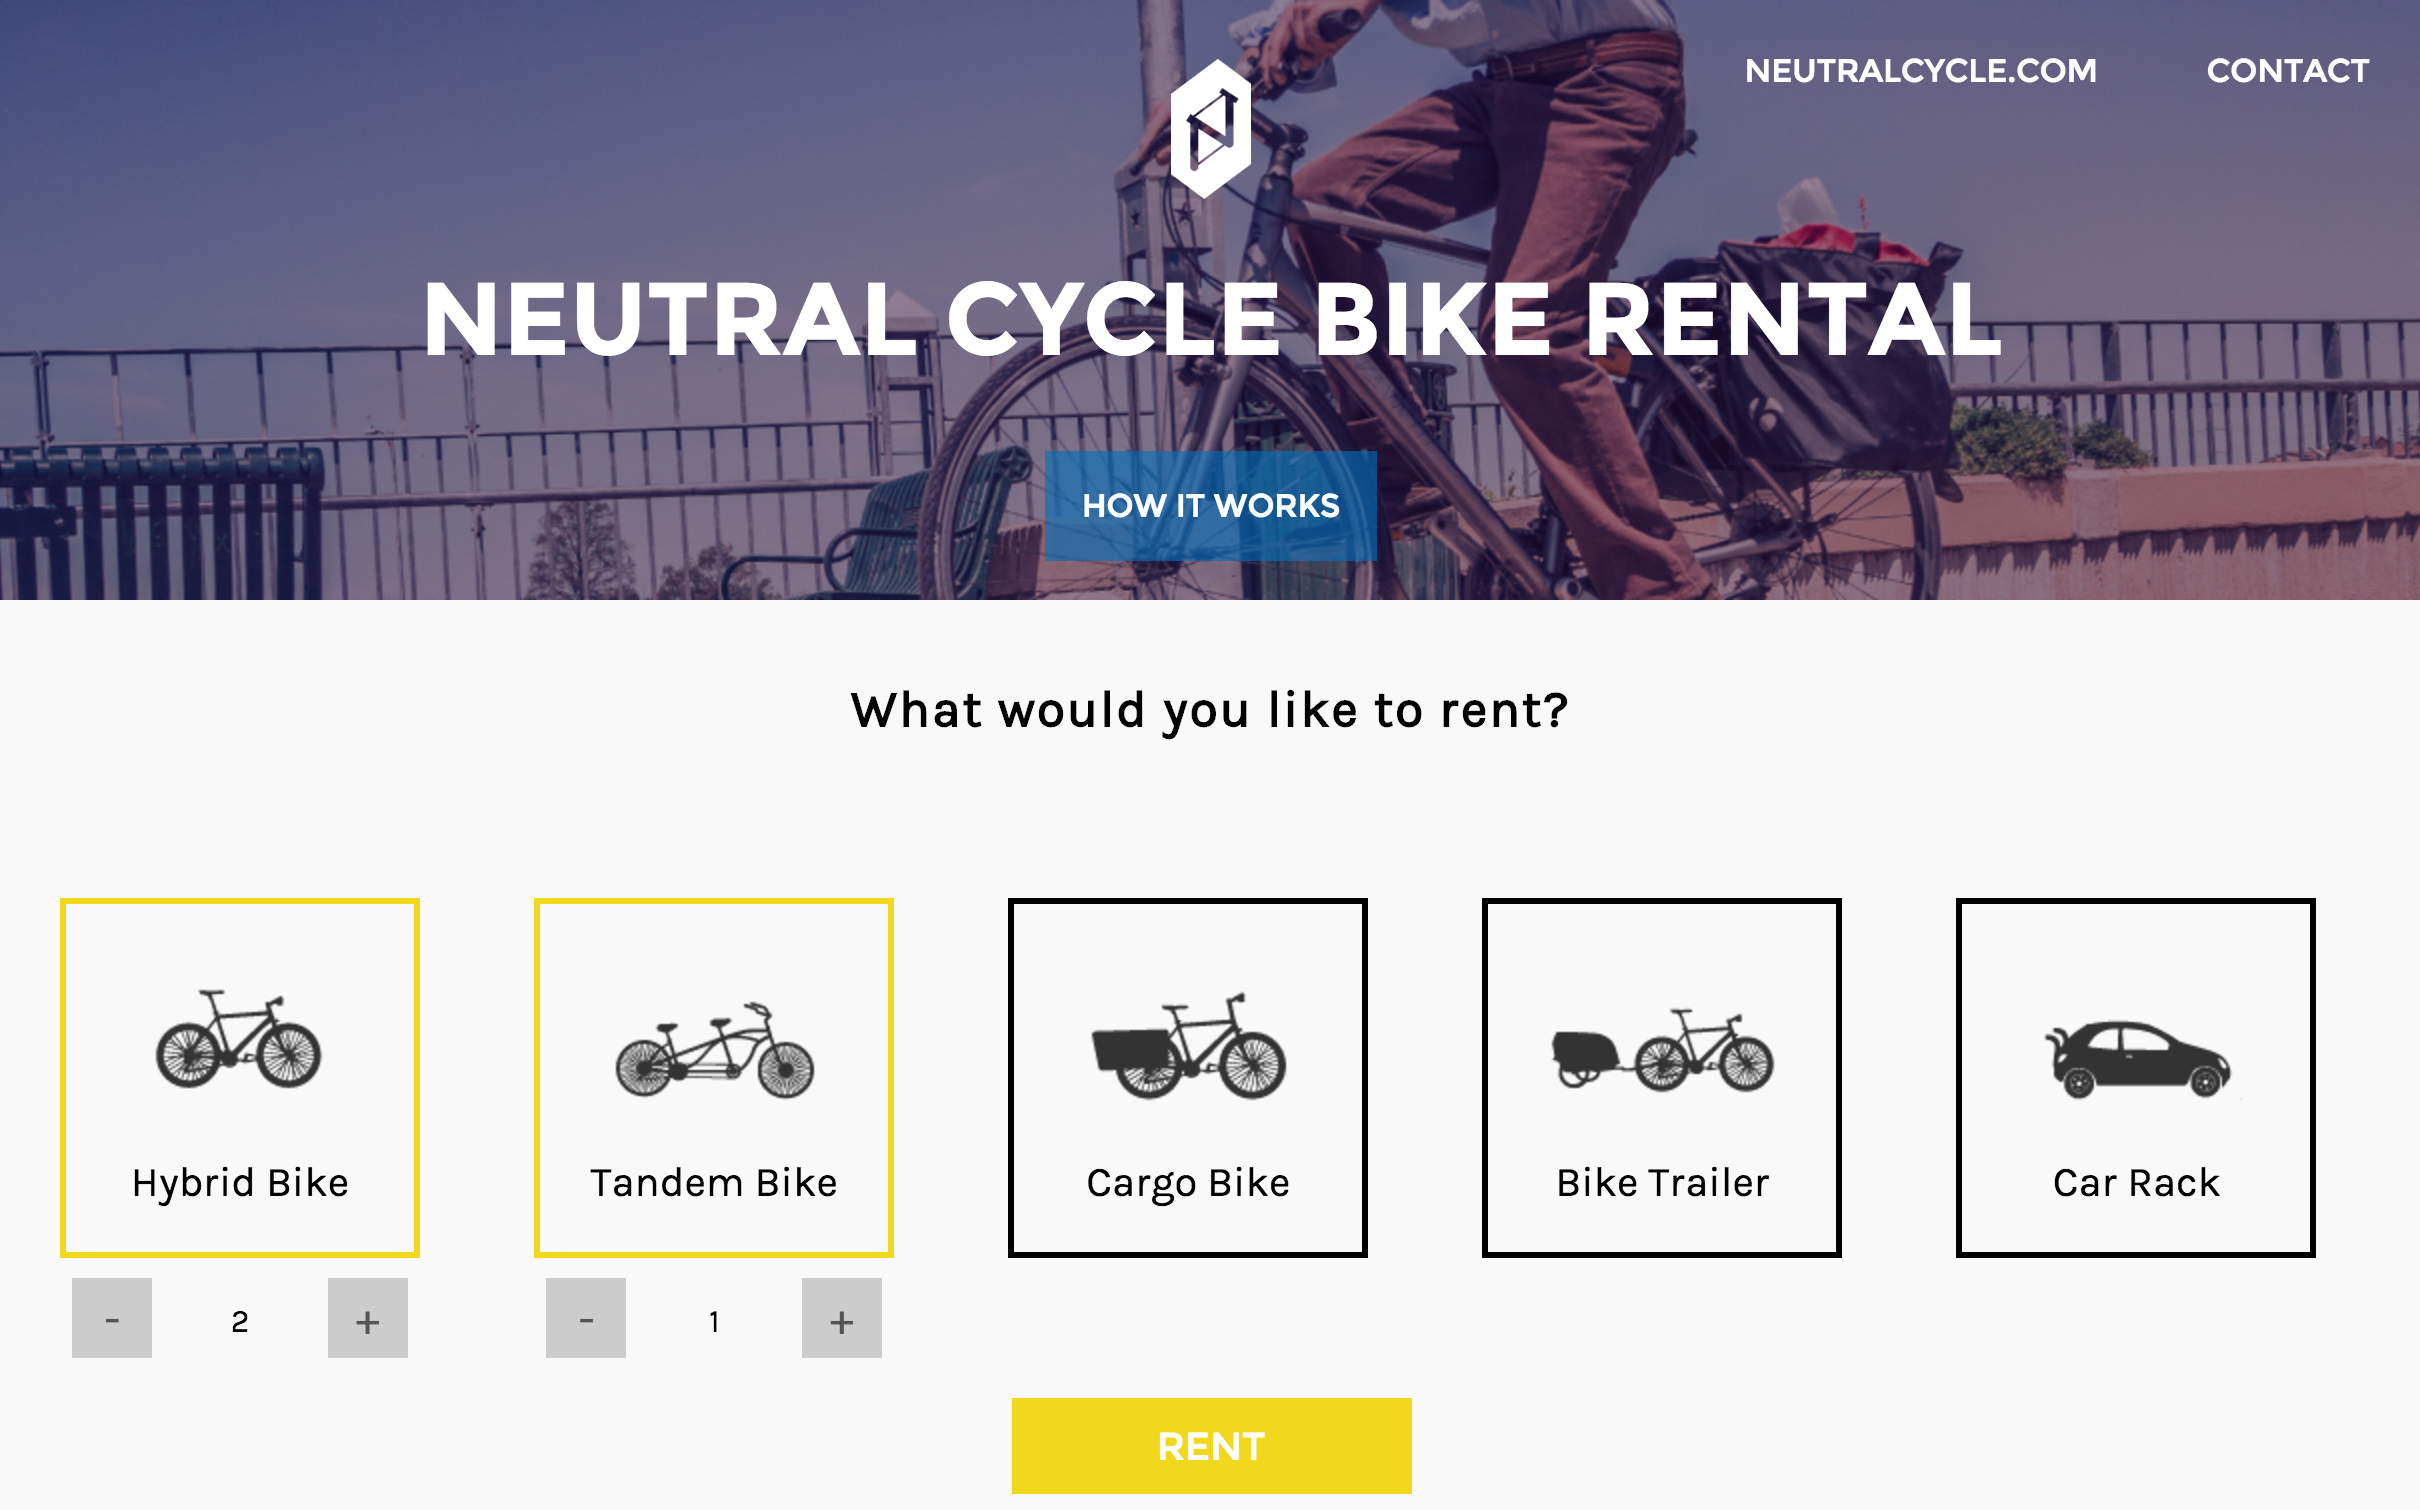 NEUTRALCYCLE.COM CONTACT
NEUTRAL CYCLE BIKE RENTAL
HOW IT WORKS
What would you like to rent?
Hybrid Bike Tandem Bike Cargo Bike Bike Trailer Car Rack
- 2 + - 1 +
RENT